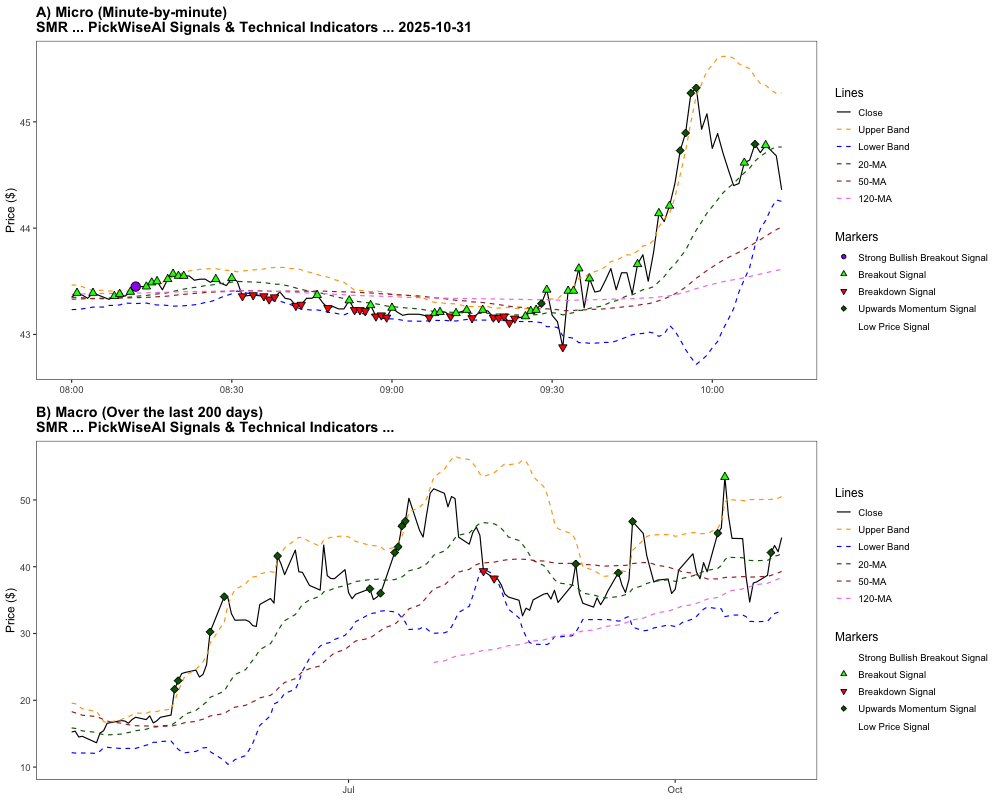 A) Micro (Minute-by-minute)
SMR ... PickWiseAI Signals & Technical Indicators ... 2025-10-31
Price ($)
45
44
43
08:00
08:30
09:00
09:30
10:00
Lines
Close
Upper Band
Lower Band
20-MA
50-MA
120-MA
Markers
Strong Bullish Breakout Signal
Breakout Signal
Breakdown Signal
Upwards Momentum Signal
Low Price Signal
B) Macro (Over the last 200 days)
SMR ... PickWiseAI Signals & Technical Indicators ...
Price ($)
50
40
30
20
10
Jul
Oct
Lines
Close
Upper Band
Lower Band
20-MA
50-MA
120-MA
Markers
Strong Bullish Breakout Signal
Breakout Signal
Breakdown Signal
Upwards Momentum Signal
Low Price Signal